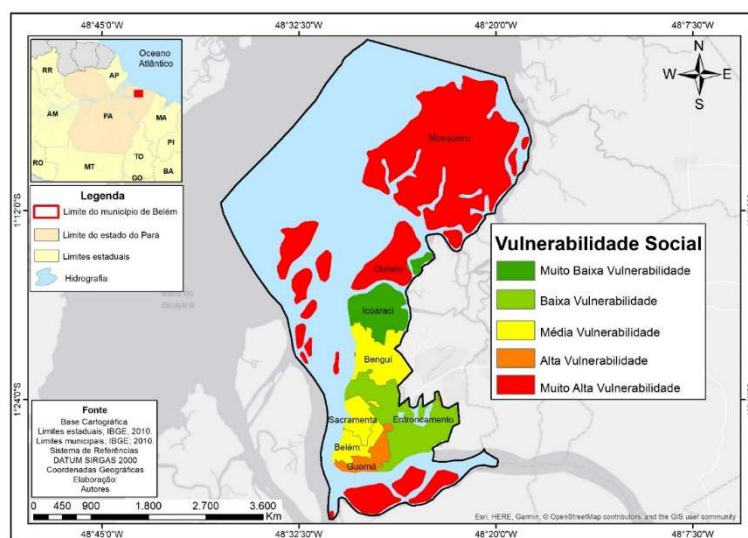 48°45'0"W 48°32'30"W 48°20'0"W 48°7'30"W
Oceano
Atlântico
RR
AP
AM
PA
MA
PI
RO
MT
TO
GO
BA
N
W E
S
Legenda
Limite do município de Belém
Limite do estado do Pará
Limites estaduais
Hidrografia
1°12'0"S
1°24'0"S
Mosqueiro
Outeiro
Icoaraci
Benguí
Sacramenta
Entroncamento
Belém
Guamá
Vulnerabilidade Social
Muito Baixa Vulnerabilidade
Baixa Vulnerabilidade
Média Vulnerabilidade
Alta Vulnerabilidade
Muito Alta Vulnerabilidade
Fonte
Base Cartográfica
Limites estaduais; IBGE, 2010.
Limites municipais; IBGE; 2010.
Sistema de Referências
DATUM SIRGAS 2000
Coordenadas Geográficas
Elaboração:
Autores
0 450 900 1.800 2.700 3.600
Km
Esri, HERE, Garmin, © OpenStreetMap contributors, and the GIS user community
48°45'0"W 48°32'30"W 48°20'0"W 48°7'30"W